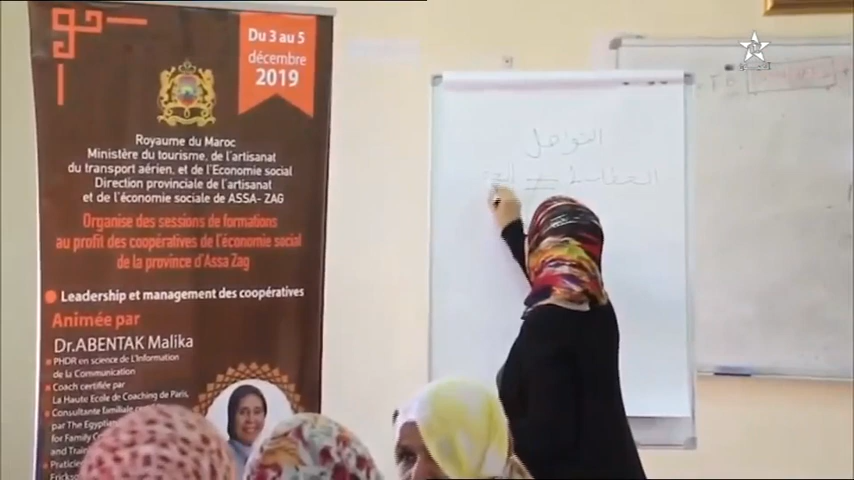 Du 3 au 5
décembre
2019
Royaume du Maroc
Ministère du tourisme, de l'artisanat
du transport aérien, et de l'Economie social
Direction provinciale de l'artisanat
et de l'économie sociale de ASSA- ZAG
Organise des sessions de formations
au profit des coopératives de l'économie social
de la province d'Assa Zag
Leadership et management des coopératives
Animée par
Dr.ABENTAK Malika
PHDR en science de l'information
de la Communication
Coach certifée par
la Haute Ecole de Coaching de Paris
Consultante familiale
par The Egyptian
for Family
and Train
Praticien
Erickso
التواصل